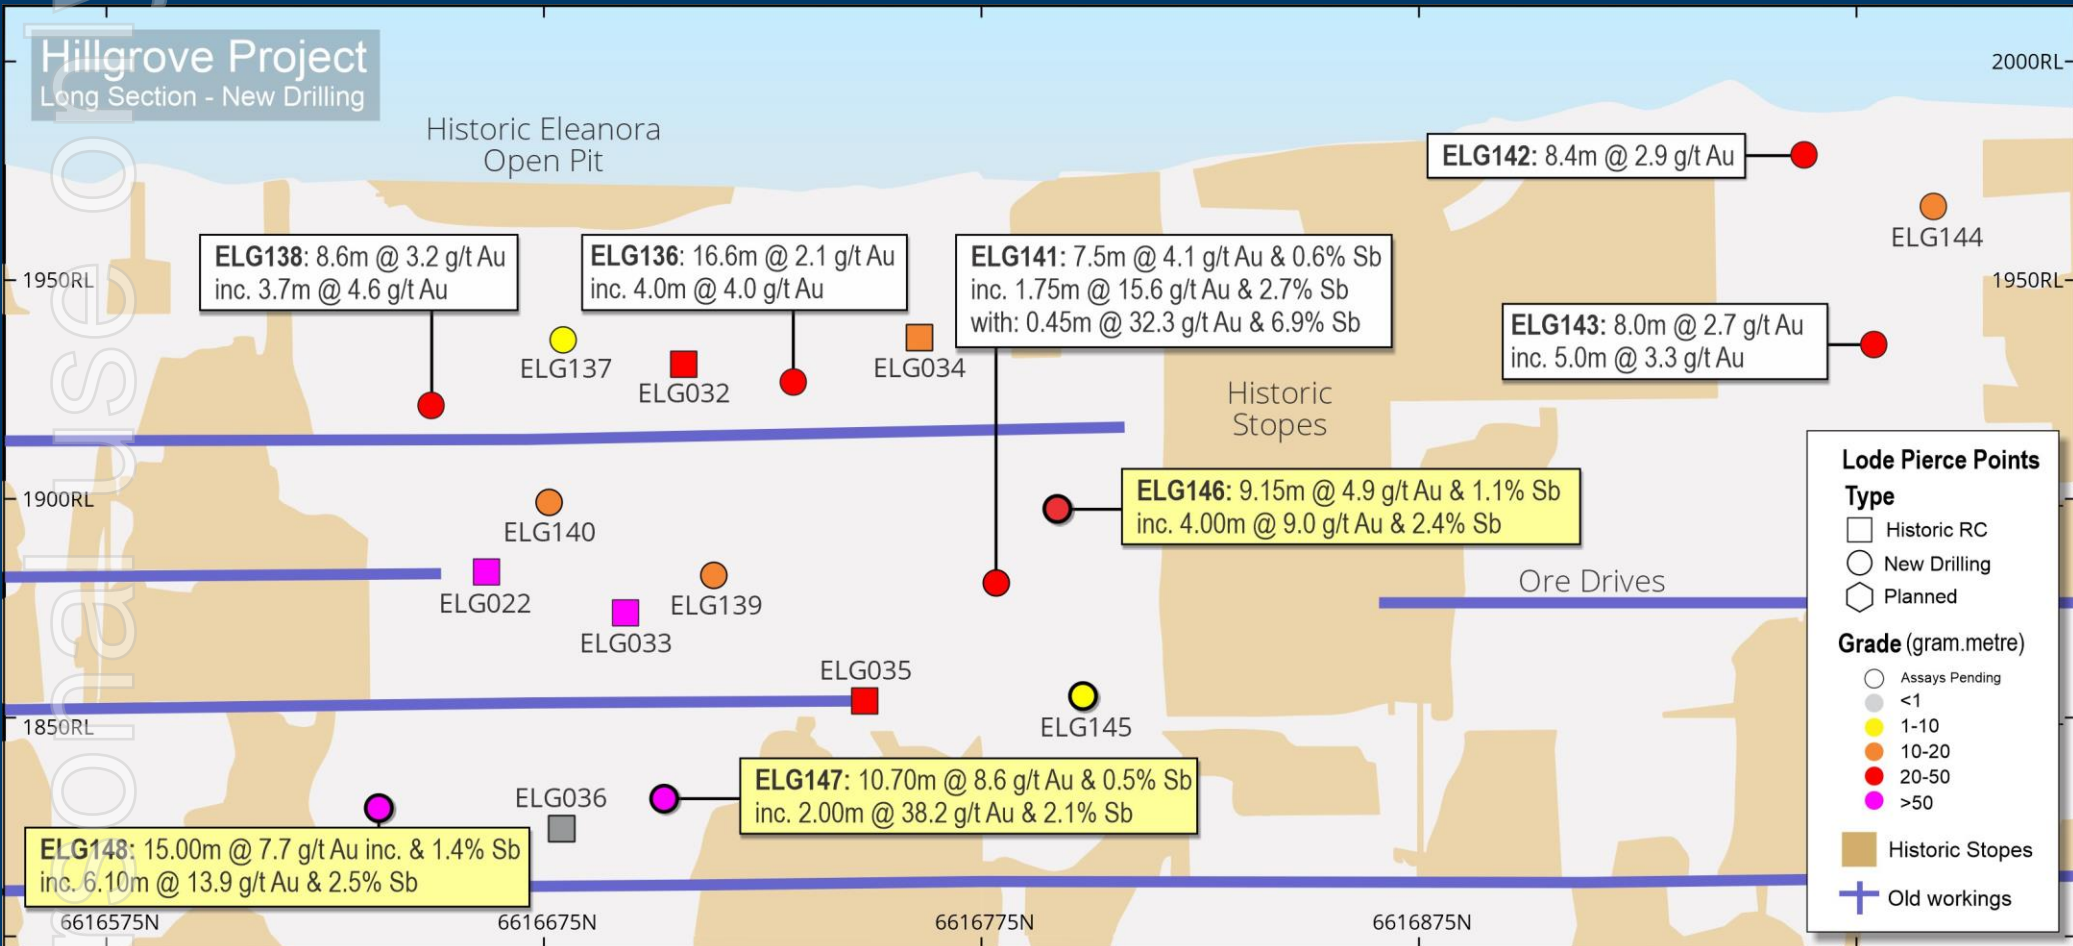 Hillgrove Project
Long Section - New Drilling
2000RL
Historic Eleanora
Open Pit
ELG142: 8.4m @ 2.9 g/t Au
ELG144
ELG138: 8.6m @ 3.2 g/t Au
inc. 3.7m @ 4.6 g/t Au
ELG136: 16.6m @ 2.1 g/t Au
inc. 4.0m @ 4.0 g/t Au
ELG141: 7.5m @ 4.1 g/t Au & 0.6% Sb
inc. 1.75m @ 15.6 g/t Au & 2.7% Sb
with: 0.45m @ 32.3 g/t Au & 6.9% Sb
1950RL
1950RL
ELG143: 8.0m @ 2.7 g/t Au
inc. 5.0m @ 3.3 g/t Au
ELG137
ELG032
ELG034
Historic
Stopes
ELG146: 9.15m @ 4.9 g/t Au & 1.1% Sb
inc. 4.00m @ 9.0 g/t Au & 2.4% Sb
1900RL
ELG140
ELG022
ELG139
ELG033
Ore Drives
ELG035
ELG145
1850RL
ELG147: 10.70m @ 8.6 g/t Au & 0.5% Sb
inc. 2.00m @ 38.2 g/t Au & 2.1% Sb
ELG036
ELG148: 15.00m @ 7.7 g/t Au inc. & 1.4% Sb
inc. 6.10m @ 13.9 g/t Au & 2.5% Sb
6616575N
6616675N
6616775N
6616875N
Lode Pierce Points
Type
Historic RC
New Drilling
Planned
Grade (gram.metre)
Assays Pending
<1
1-10
10-20
20-50
>50
Historic Stopes
Old workings
sonal use only